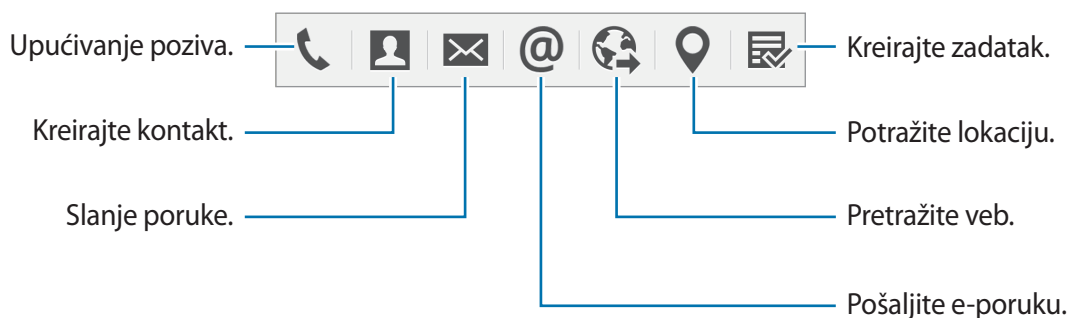 Upućivanje poziva.
Kreirajte zadatak.
Kreirajte kontakt.
Potražite lokaciju.
Slanje poruke.
Pretražite veb.
Pošaljite e-poruku.